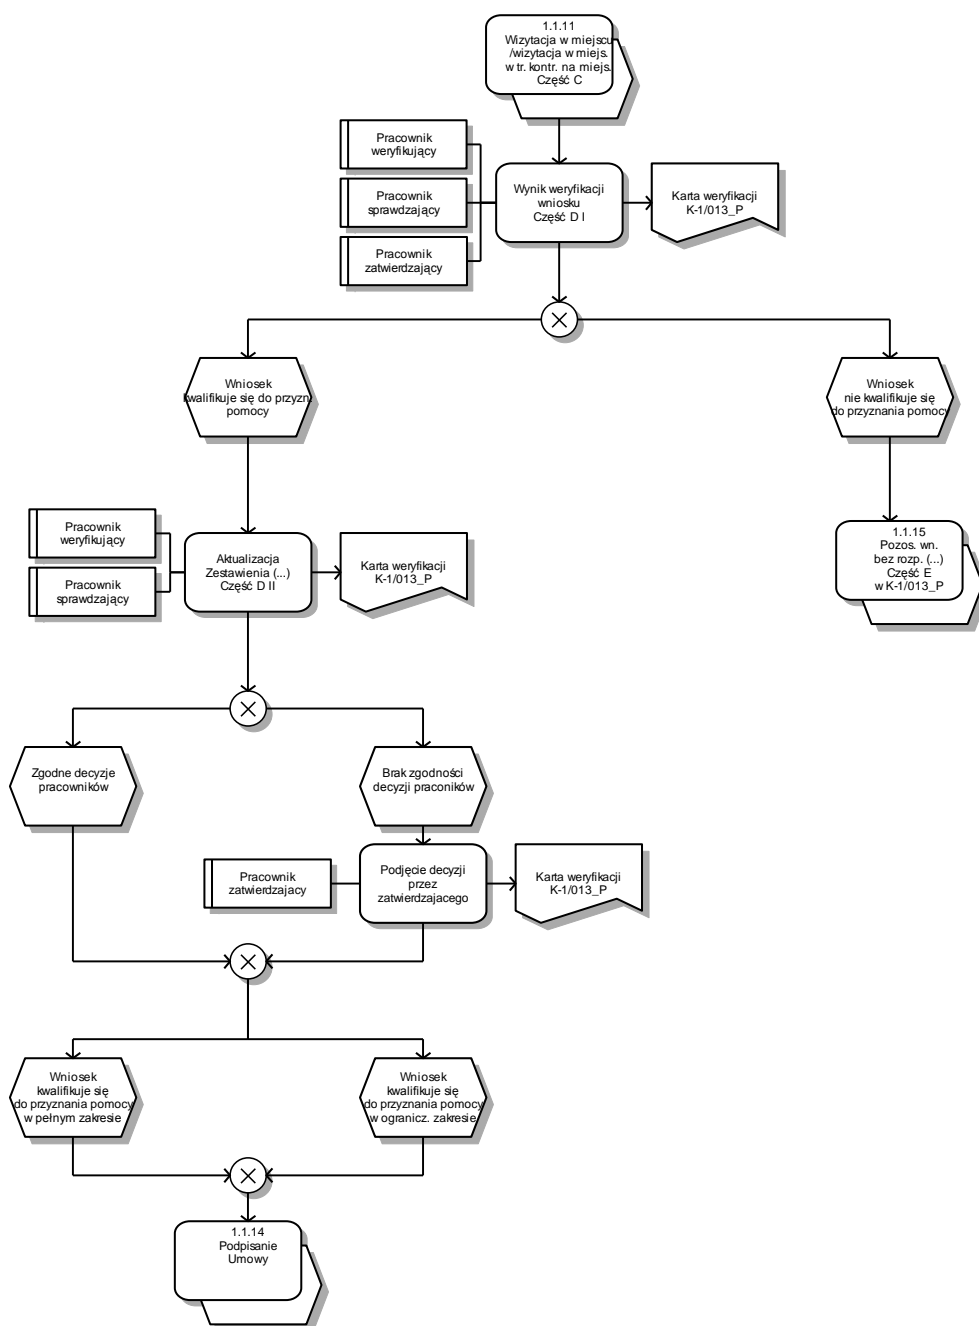 1.1.11
Wizytacja w miejscu
/wizytacja w miejs.
w tr. kontr. na miejs.
Część C
Pracownik
weryfikujący
Pracownik
sprawdzający
Pracownik
zatwierdzający
Wynik weryfikacji
wniosku
Część D I
Karta weryfikacji
K-1/013_P
Wniosek
kwalifikuje się do przyzn.
pomocy
Wniosek
nie kwalifikuje się
do przyznania pomocy
Pracownik
weryfikujący
Pracownik
sprawdzający
Aktualizacja
Zestawienia (...)
Część D II
Karta weryfikacji
K-1/013_P
1.1.15
Pozos. wn.
bez rozp. (...)
Część E
w K-1/013_P
Zgodne decyzje
pracowników
Brak zgodności
decyzji praconików
Pracownik
zatwierdzajacy
Podjęcie decyzji
przez
zatwierdzajacego
Karta weryfikacji
K-1/013_P
Wniosek
kwalifikuje się
do przyznania pomocy
w pełnym zakresie
Wniosek
kwalifikuje się
do przyznania pomocy
w ogranicz. zakresie
1.1.14
Podpisanie
Umowy